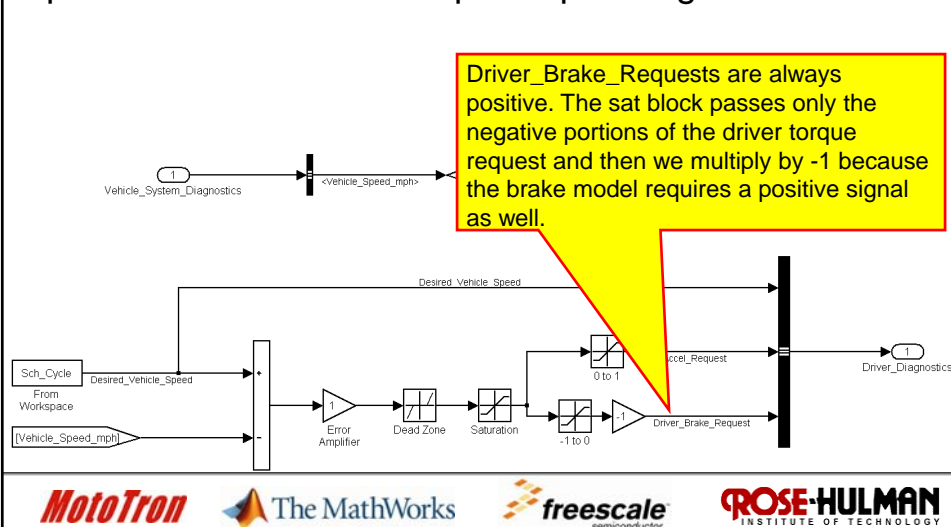 Driver_Brake_Requests are always
positive. The sat block passes only the
negative portions of the driver torque
request and then we multiply by -1 because
the brake model requires a positive signal
as well.
1
Vehicle_System_Diagnostics
<Vehicle_Speed_mph>
Desired_Vehicle_Speed
Sch_Cycle
From
Workspace
Desired_Vehicle_Speed
[Vehicle_Speed_mph]
+
-
1
Error
Amplifier
Dead Zone
Saturation
0 to 1
-1 to 0
-1
ccel_Request
Driver_Brake_Request
1
Driver_Diagnostics
MotoTron
The MathWorks
freescale
semiconductor
ROSE-HULMAN
INSTITUTE OF TECHNOLOGY